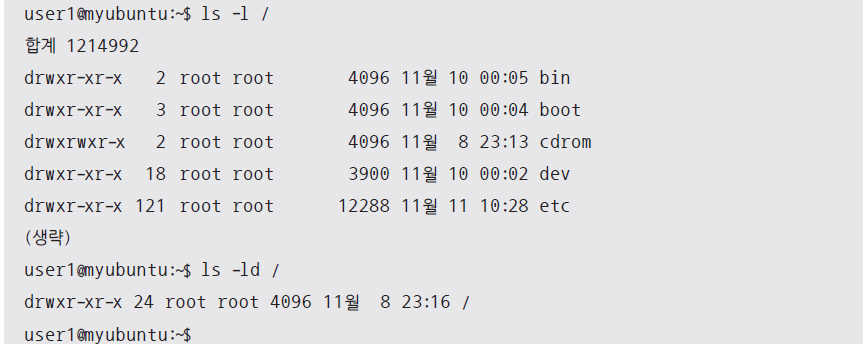 user1@myubuntu:~$ ls -l /
합계 1214992
drwxr-xr-x 2 root root 4096 11월 10 00:05 bin
drwxr-xr-x 3 root root 4096 11월 10 00:04 boot
drwxrwxr-x 2 root root 4096 11월 8 23:13 cdrom
drwxr-xr-x 18 root root 3900 11월 10 00:02 dev
drwxr-xr-x 121 root root 12288 11월 11 10:28 etc
(생략)
user1@myubuntu:~$ ls -ld /
drwxr-xr-x 24 root root 4096 11월 8 23:16 /
user1@myubuntu:~$